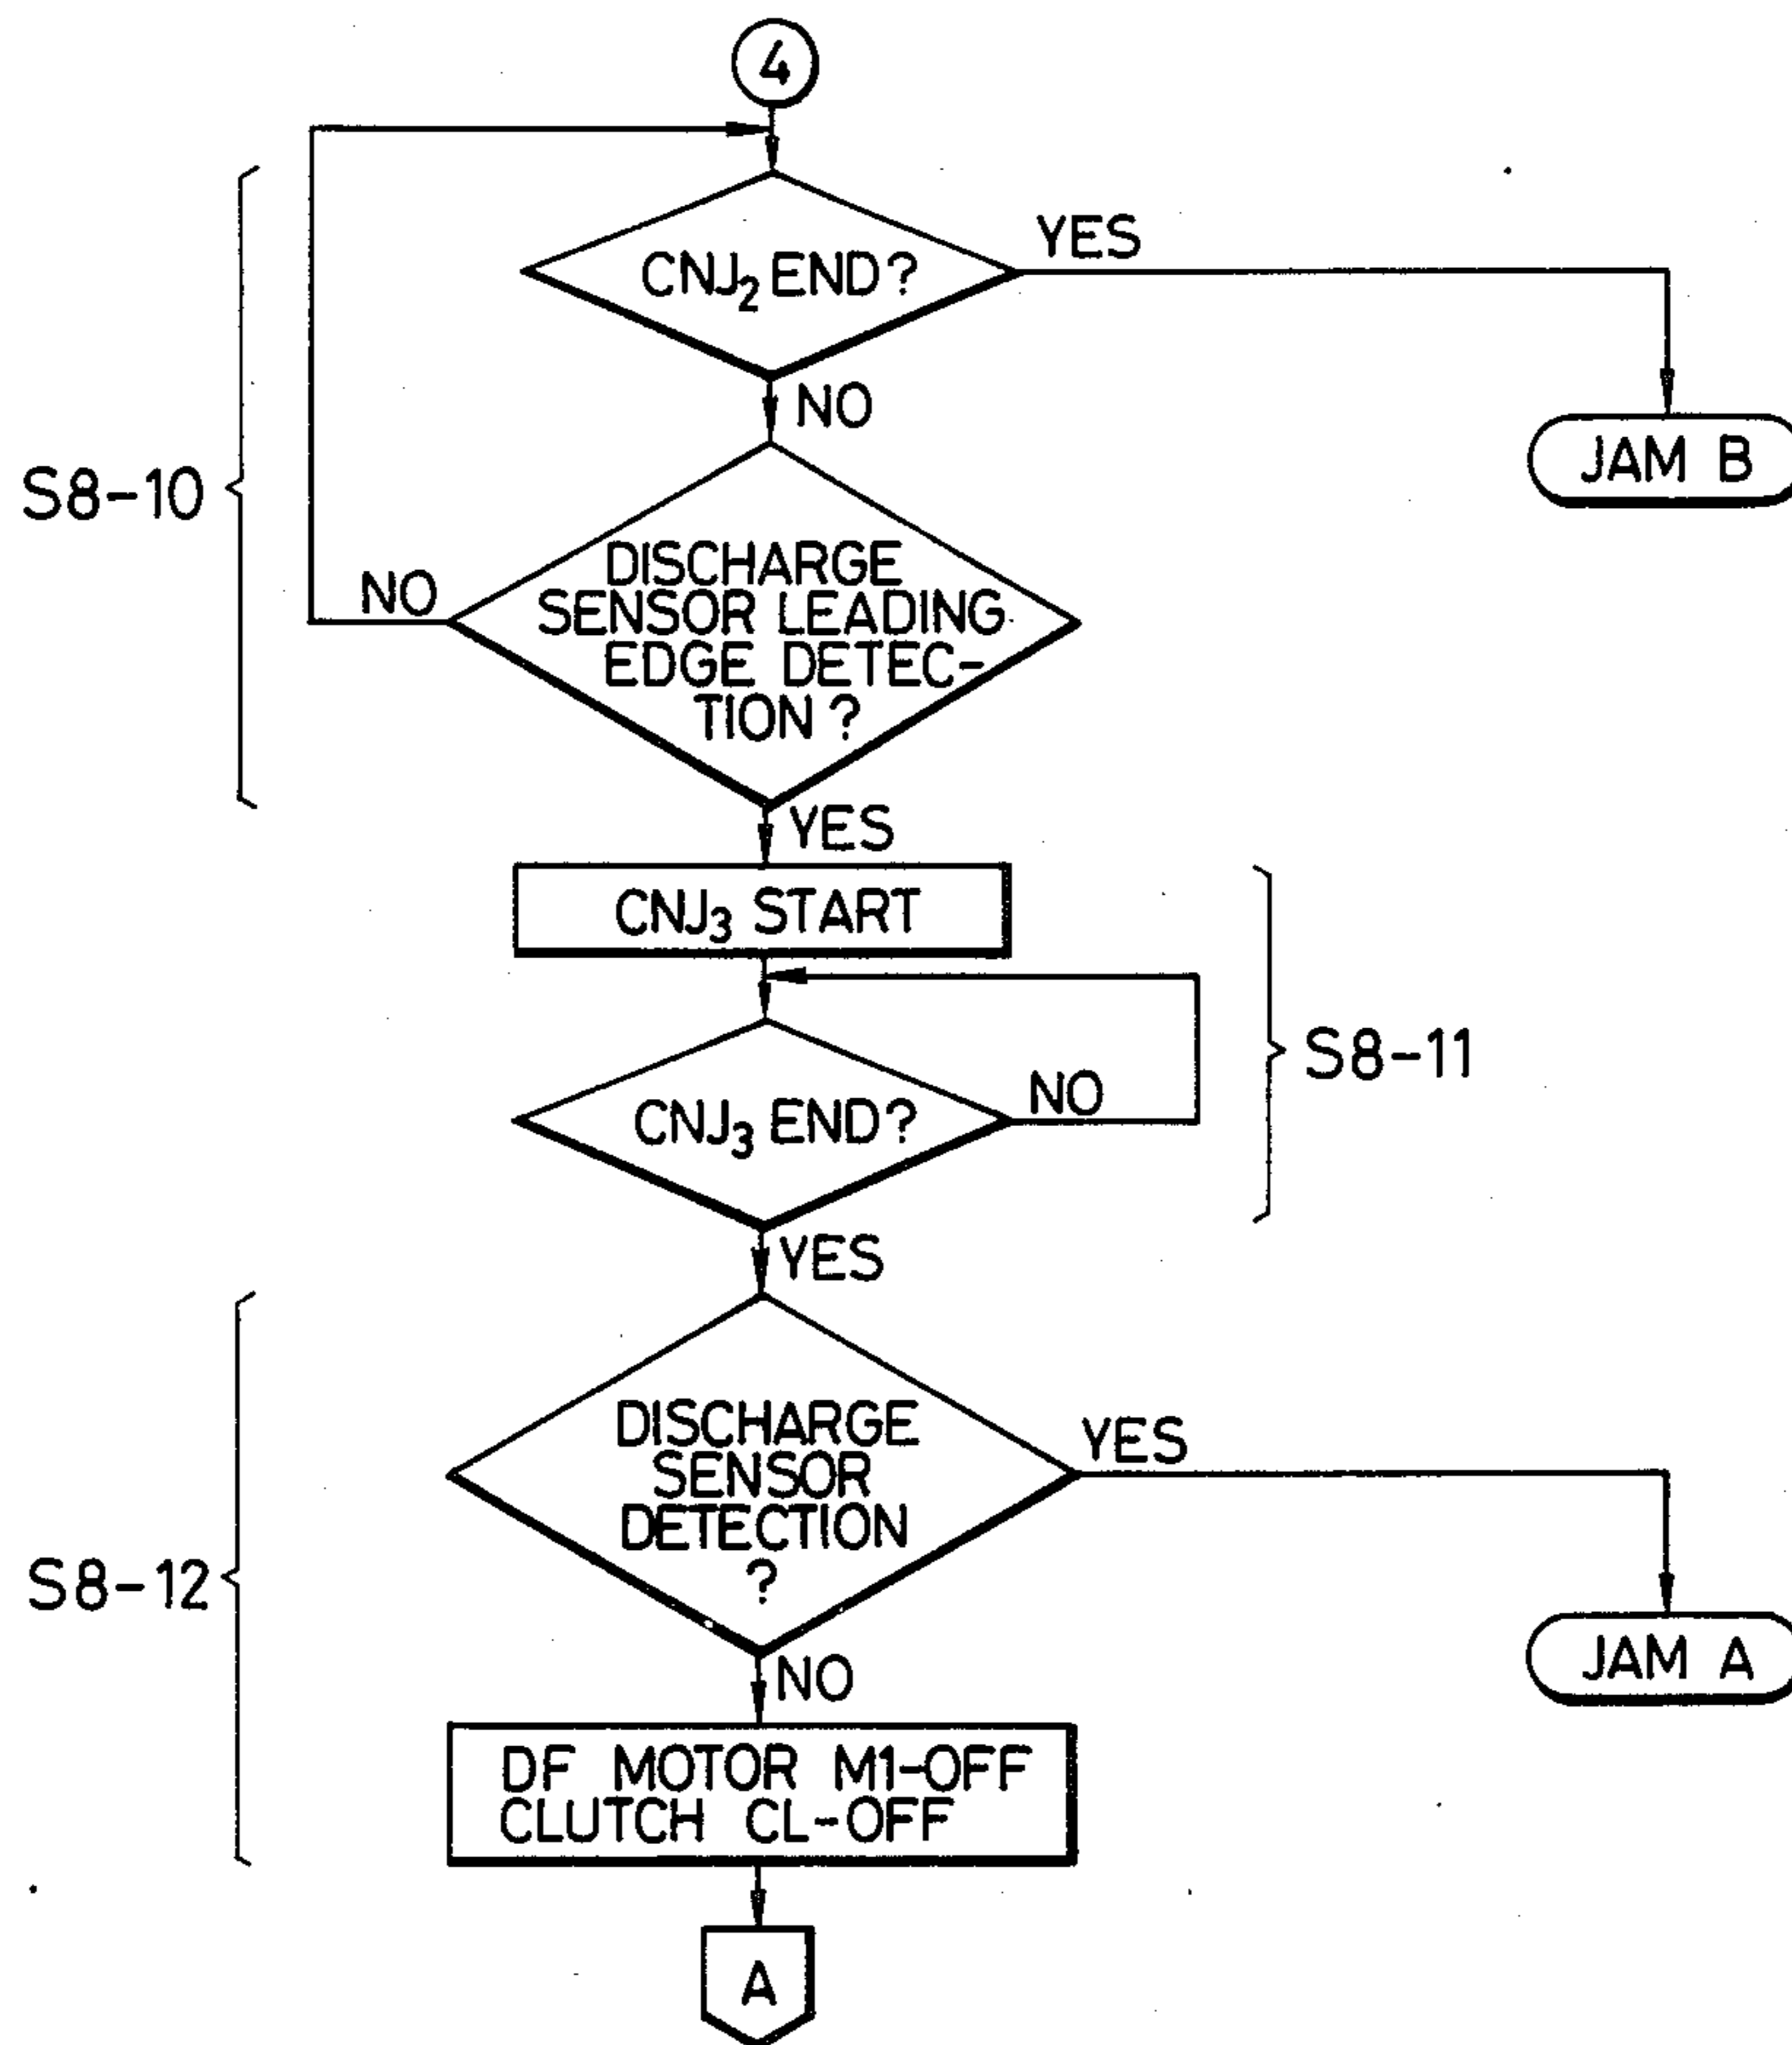 4
CNJ₂ END?
YES
NO
JAM B
S8-10
DISCHARGE
SENSOR LEADING
EDGE DETEC-
TION?
NO
YES
CNJ₃ START
S8-11
CNJ₃ END?
NO
YES
DISCHARGE
SENSOR
DETECTION
?
YES
S8-12
JAM A
NO
DF MOTOR M1-OFF
CLUTCH CL-OFF
A